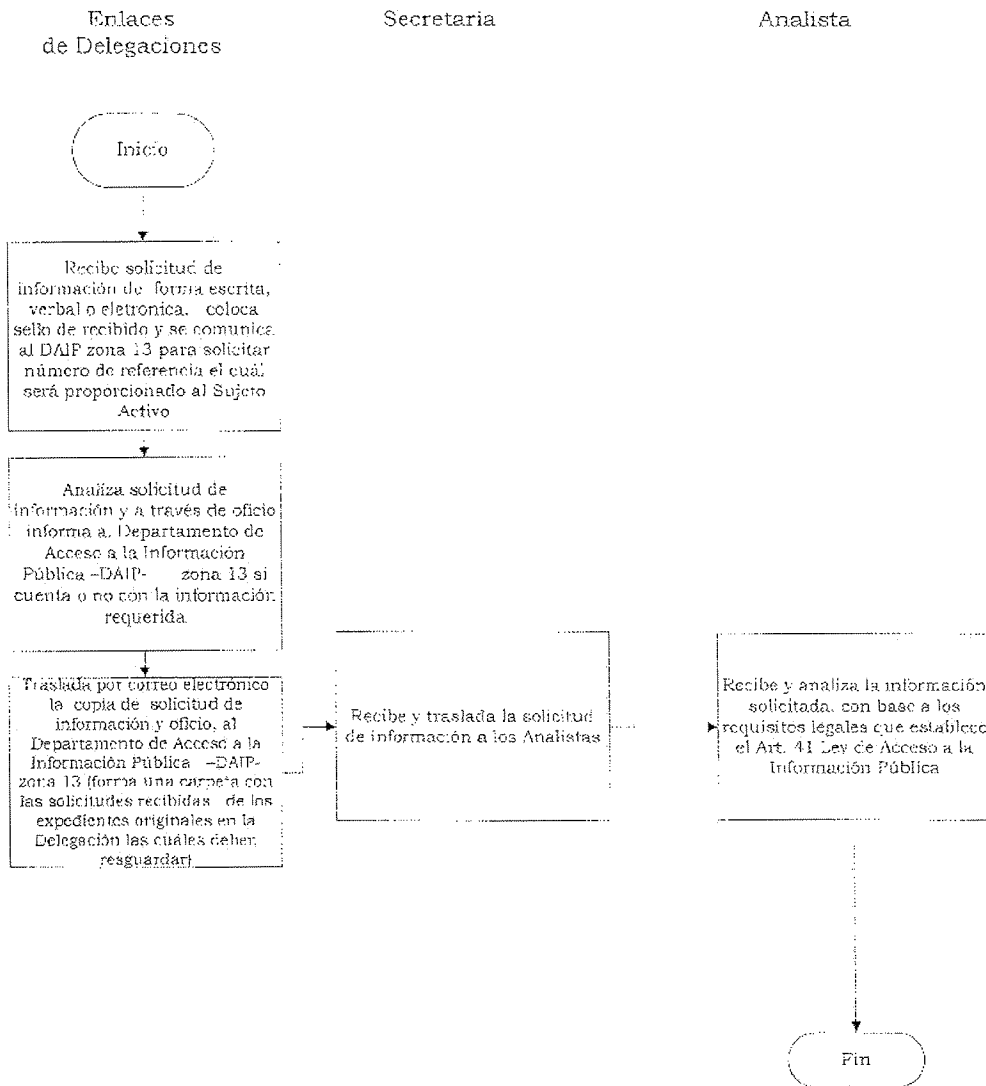 Enlaces
de Delegaciones
Secretaria
Analista
Inicio
Recibe solicitud de
información de forma escrita,
verbal o eletronica, coloca
sello de recibido y se comunica
al DAIP zona 13 para solicitar
número de referencia el cuál
será proporcionado al Sujeto
Activo
Analiza solicitud de
información y a través de oficio
informa a. Departamento de
Acceso a la Información
Pública –DAIP- zona 13 si
cuenta o no con la información
requerida.
Traslada por correo electrónico
la copia de solicitud de
información y oficio, al
Departamento de Acceso a la
Información Pública –DAIP-
zona 13 (forma una carpeta con
las solicitudes recibidas de los
expedientes originales en la
Delegación las cuáles deben
resguardar)
Recibe y traslada la solicitud
de información a los Analistas
Recibe y analiza la información
solicitada, con base a los
requisitos legales que establece
el Art. 41 Ley de Acceso a la
Información Pública
Fin